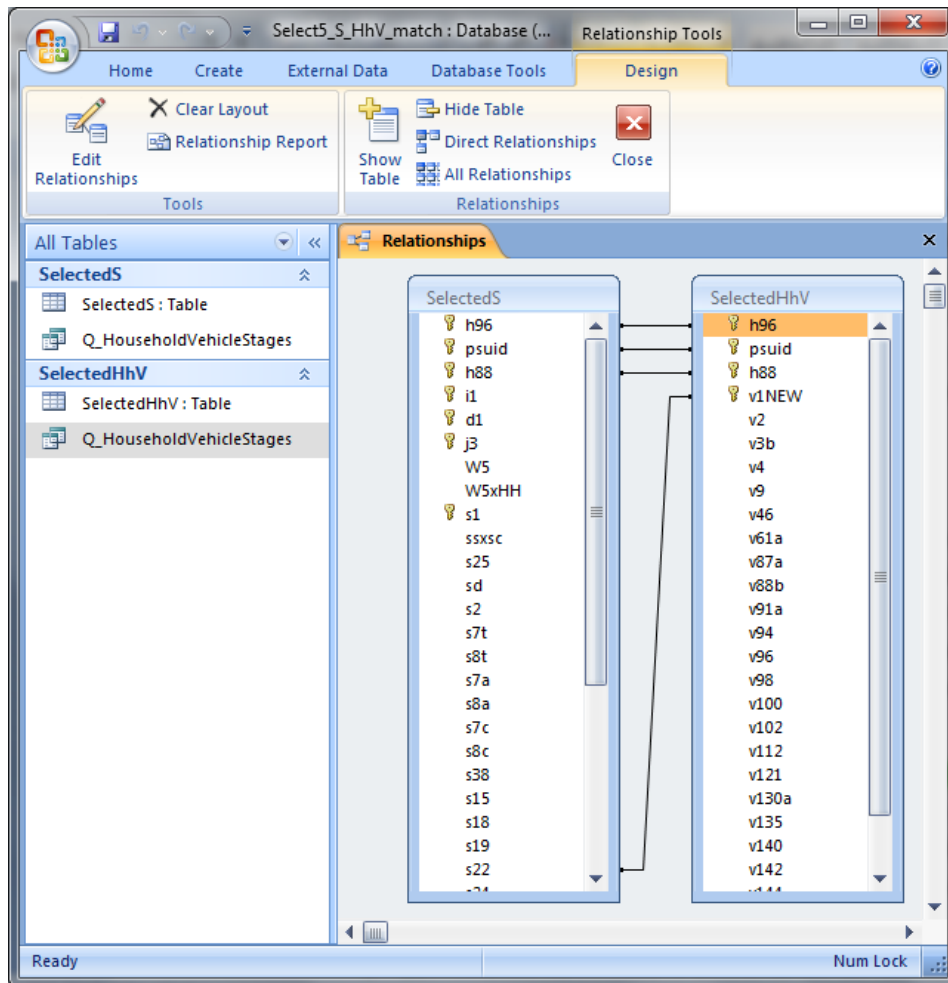 Select5_S_HhV_match : Database (...
Relationship Tools
Home
Create
External Data
Database Tools
Design
Edit Relationships
Clear Layout
Relationship Report
Tools
Show Table
Hide Table
Direct Relationships
All Relationships
Close
Relationships
All Tables
SelectedS
SelectedS : Table
Q_HouseholdVehicleStages
SelectedHhV
SelectedHhV : Table
Q_HouseholdVehicleStages
Relationships
SelectedS
h96
psuid
h88
i1
d1
j3
W5
W5xHH
s1
ssxsc
s25
sd
s2
s7t
s8t
s7a
s8a
s7c
s8c
s38
s15
s18
s19
s22
SelectedHhV
h96
psuid
h88
v1NEW
v2
v3b
v4
v9
v46
v61a
v87a
v88b
v91a
v94
v96
v98
v100
v102
v112
v121
v130a
v135
v140
v142
Ready
Num Lock